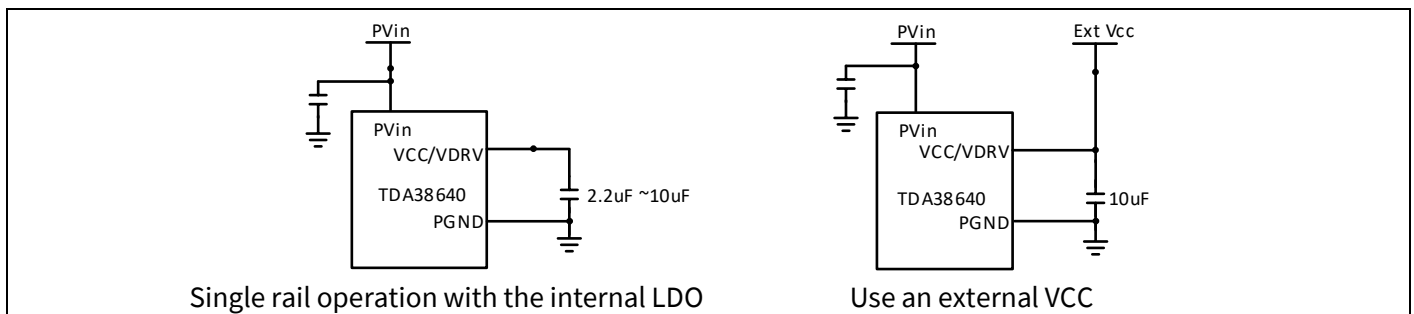 PVin
PVin
VCC/VDRV
TDA38640
PGND
2.2uF ~10uF
Single rail operation with the internal LDO
PVin
Ext Vcc
PVin
VCC/VDRV
TDA38640
PGND
10uF
Use an external VCC